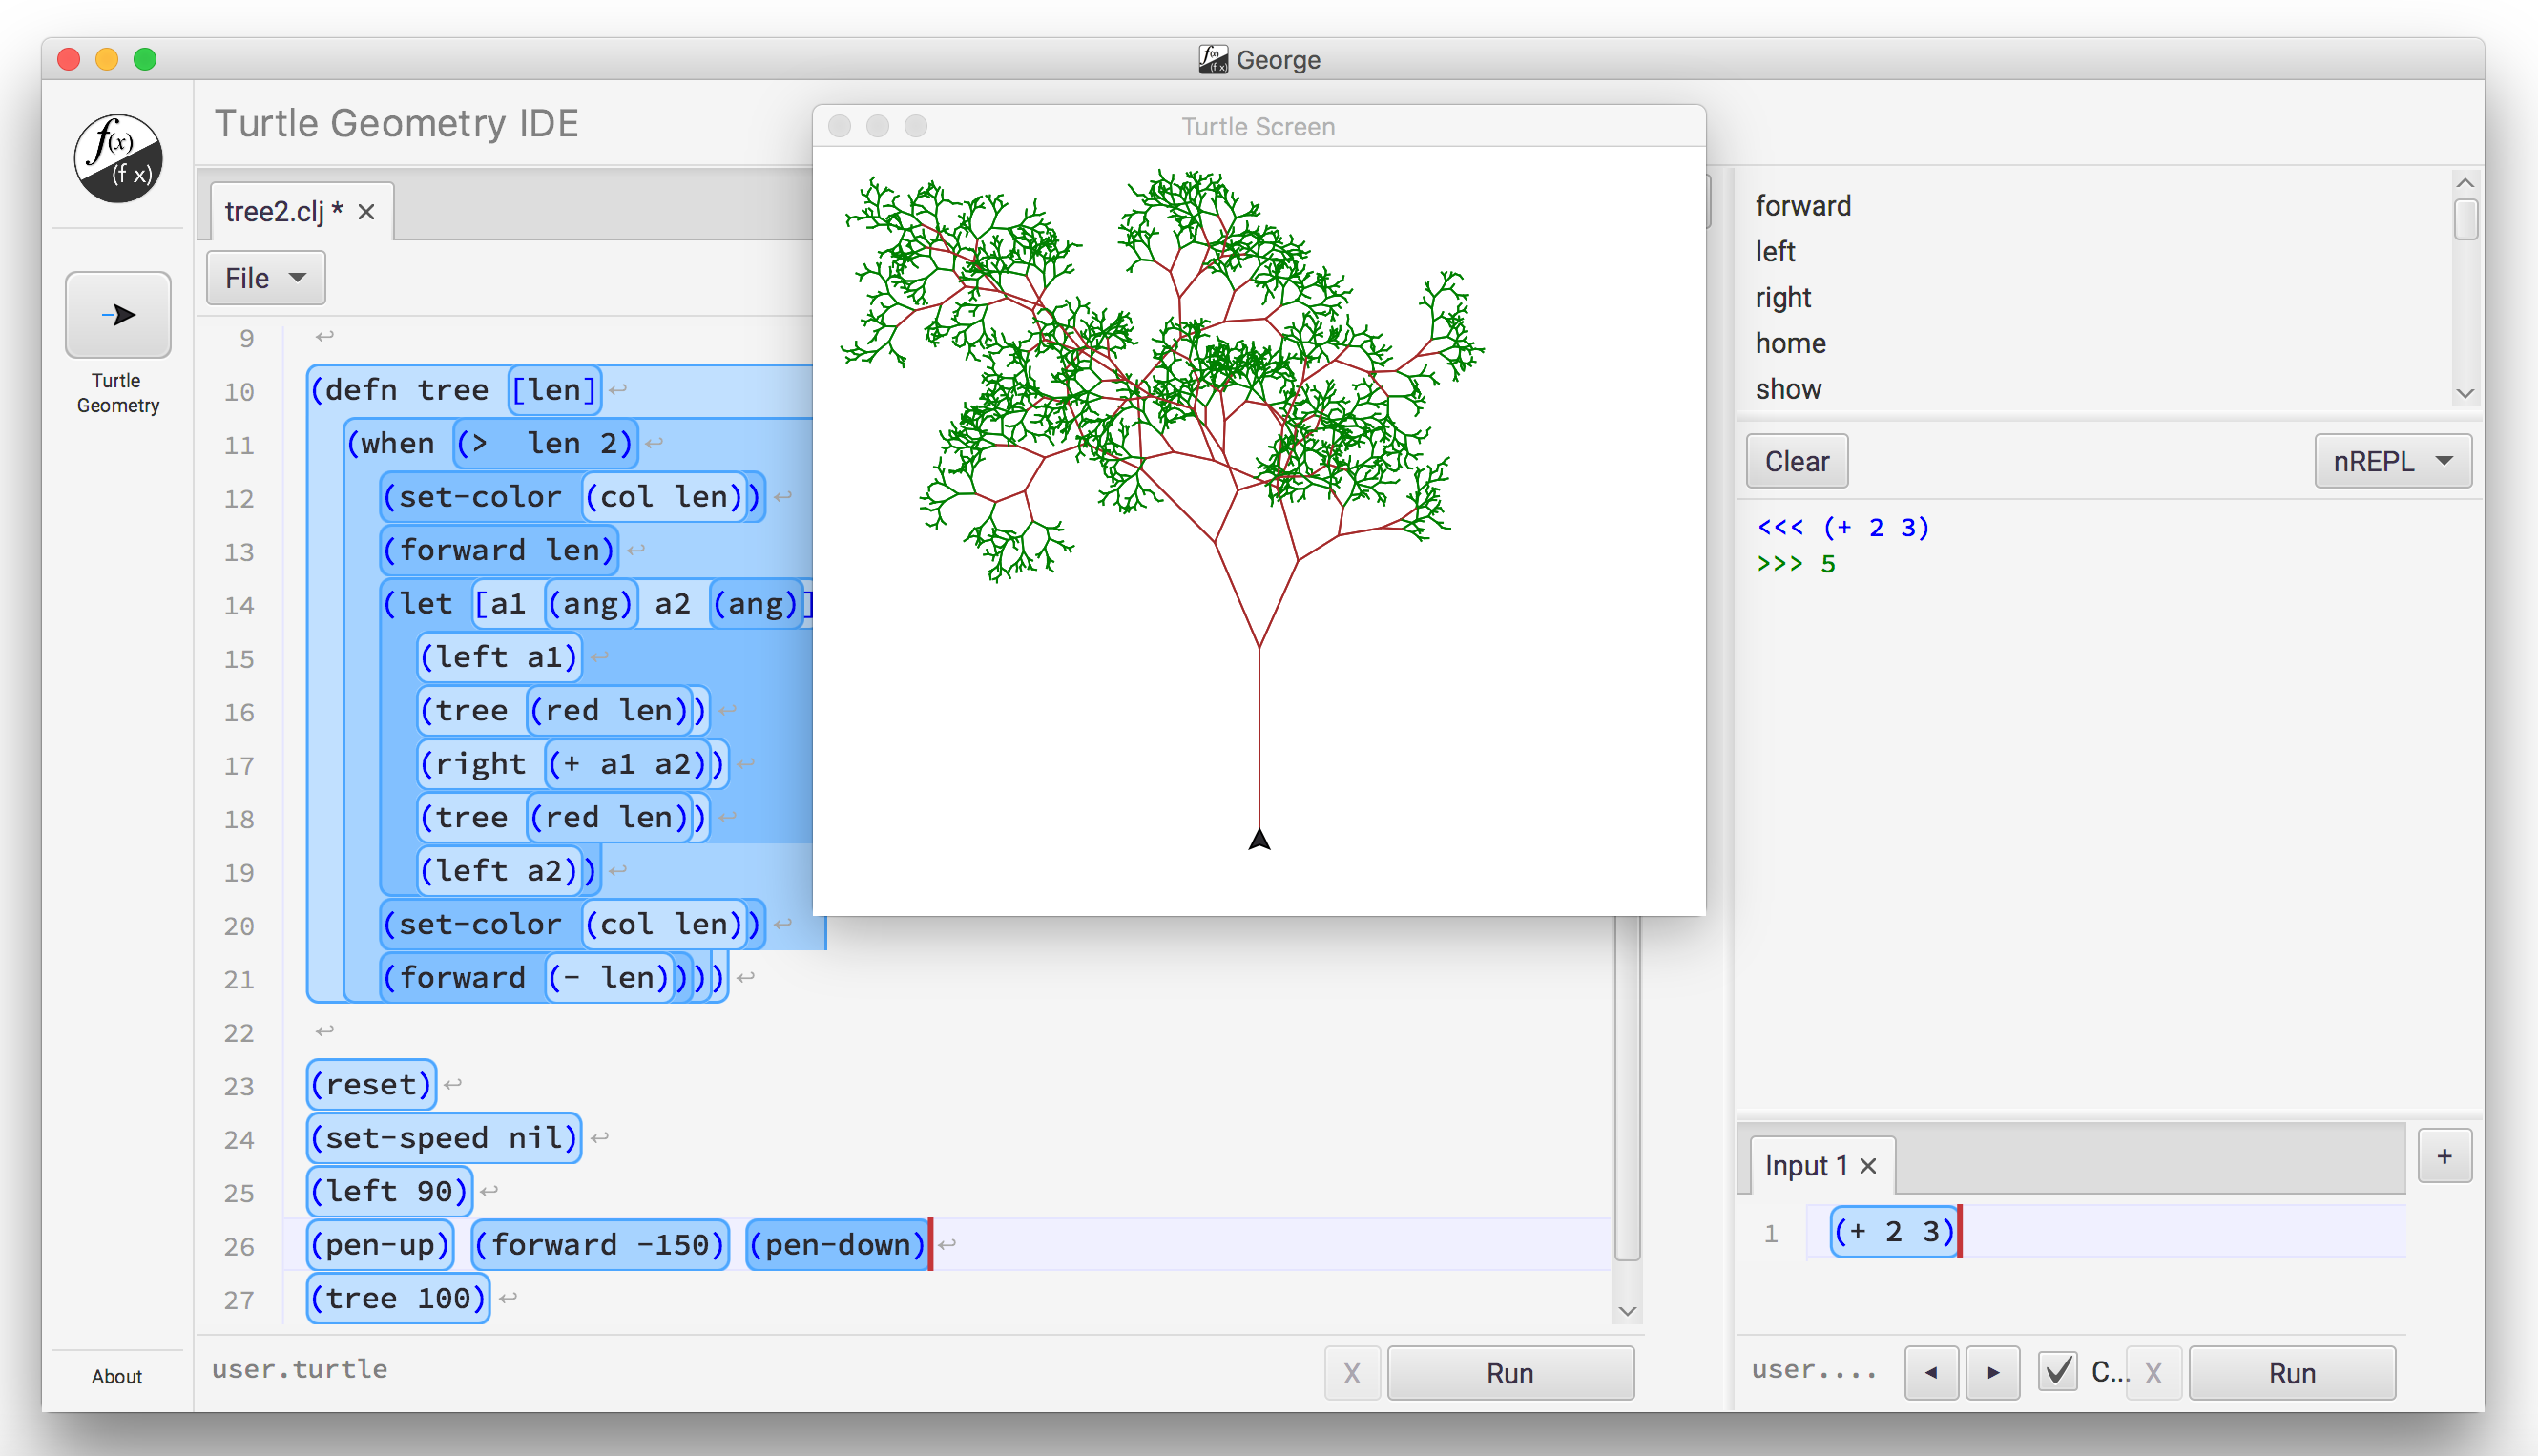 George
f(x)
(f x)
Turtle Geometry IDE
Turtle
Geometry
About
tree2.clj * ×
File
9
10 (defn tree [len]
11 (when (>  len 2)
12 (set-color (col len))
13 (forward len)
14 (let [a1 (ang) a2 (ang)]
15 (left a1)
16 (tree (red len))
17 (right (+ a1 a2))
18 (tree (red len))
19 (left a2))
20 (set-color (col len))
21 (forward (- len))))
22
23 (reset)
24 (set-speed nil)
25 (left 90)
26 (pen-up) (forward -150) (pen-down)
27 (tree 100)
user.turtle
X Run
Turtle Screen
forward
left
right
home
show
Clear nREPL
<<< (+ 2 3)
>>> 5
Input 1 × +
1 (+ 2 3)
user.... ◂ ▸ ✓ C... X Run